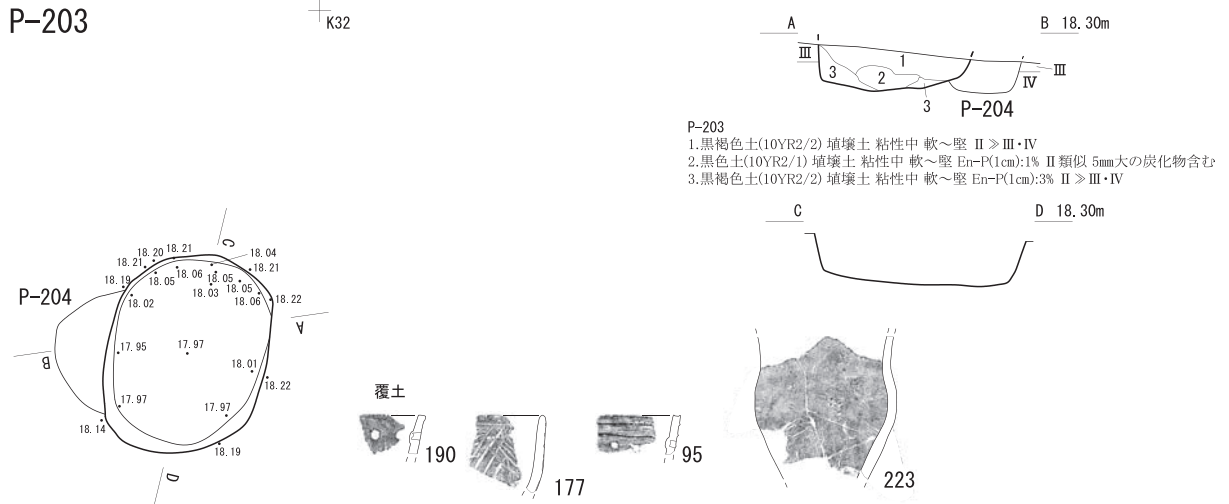 P-203
K32
A
B 18.30m
Ⅲ
1
3
2
3
Ⅲ
Ⅳ
P-204
P-203
1.黒褐色土(10YR2/2) 埴壌土 粘性中 軟～堅 Ⅱ≫Ⅲ・Ⅳ
2.黒色土(10YR2/1) 埴壌土 粘性中 軟～堅 En-P(1cm):1% Ⅱ類似 5mm大の炭化物含む
3.黒褐色土(10YR2/2) 埴壌土 粘性中 軟～堅 En-P(1cm):3% Ⅱ≫Ⅲ・Ⅳ
C
D 18.30m
C
18.20
18.21
18.04
18.21
18.21
18.06
18.05
18.05
18.05
18.19
18.03
18.06
18.22
P-204
18.02
A
B
17.95
17.97
18.01
18.22
17.97
17.97
18.14
18.19
D
覆土
190
177
95
223